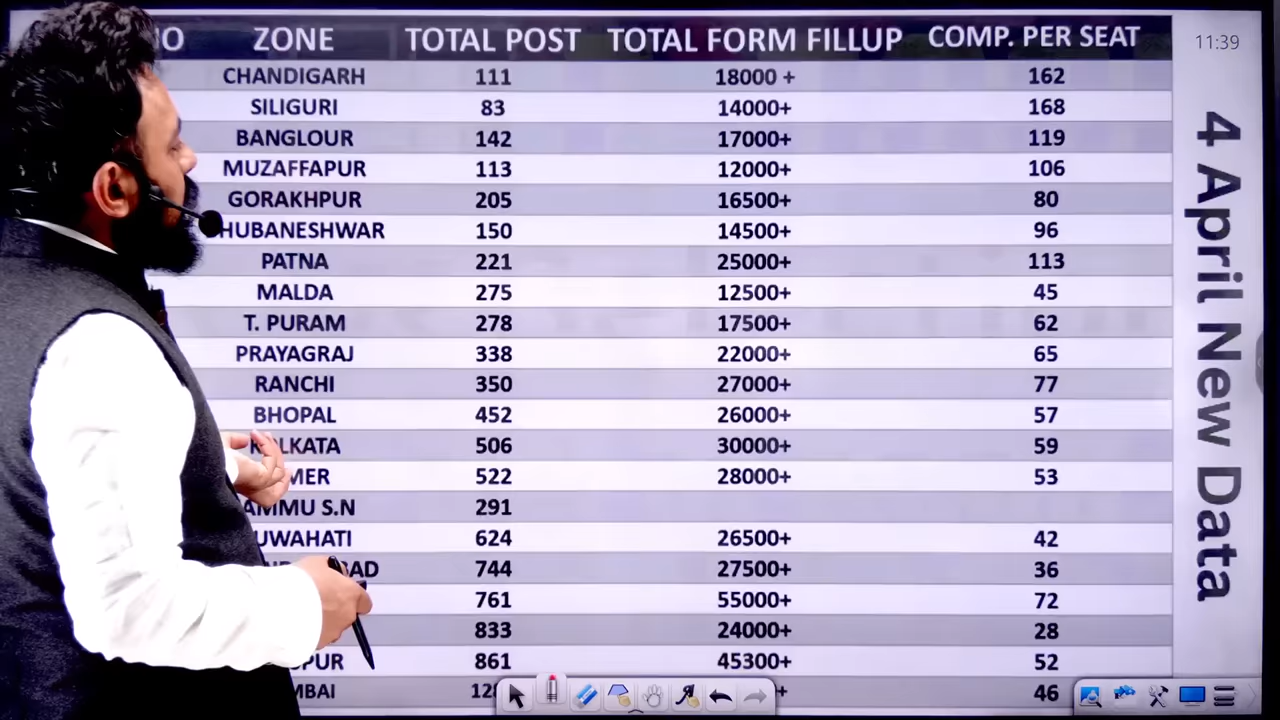 O ZONE TOTAL POST TOTAL FORM FILLUP COMP. PER SEAT
11:39
CHANDIGARH 111 18000 + 162
SILIGURI 83 14000+ 168
BANGLOUR 142 17000+ 119
MUZAFFAPUR 113 12000+ 106
GORAKHPUR 205 16500+ 80
HUBANESHWAR 150 14500+ 96
PATNA 221 25000+ 113
MALDA 275 12500+ 45
T. PURAM 278 17500+ 62
PRAYAGRAJ 338 22000+ 65
RANCHI 350 27000+ 77
BHOPAL 452 26000+ 57
KOLKATA 506 30000+ 59
MER 522 28000+ 53
AMMU S.N 291
UWAHATI 624 26500+ 42
BAD 744 27500+ 36
761 55000+ 72
833 24000+ 28
PUR 861 45300+ 52
MBAI 12 + 46
4 April New Data